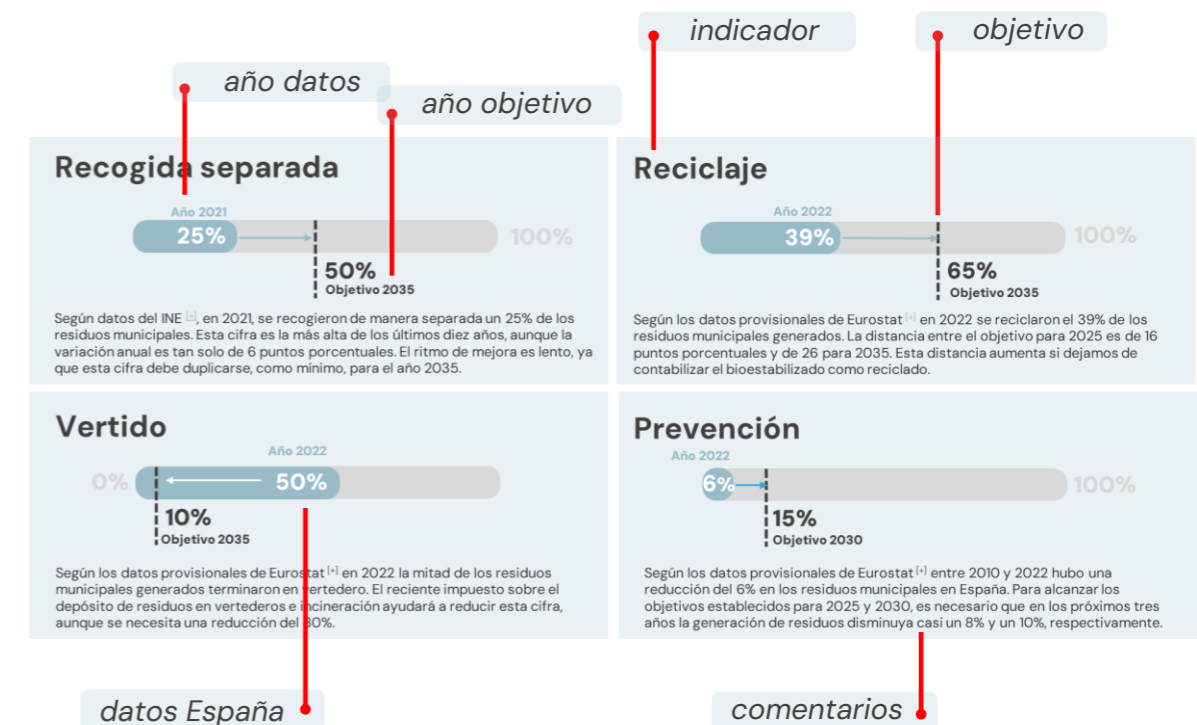 indicador
objetivo
año datos
año objetivo
Recogida separada
Año 2021
25%
100%
50%
Objetivo 2035
Según datos del INE [+], en 2021, se recogieron de manera separada un 25% de los
residuos municipales. Esta cifra es la más alta de los últimos diez años, aunque la
variación anual es tan solo de 6 puntos porcentuales. El ritmo de mejora es lento, ya
que esta cifra debe duplicarse, como mínimo, para el año 2035.
Reciclaje
Año 2022
39%
100%
65%
Objetivo 2035
Según los datos provisionales de Eurostat [+] en 2022 se reciclaron el 39% de los
residuos municipales generados. La distancia entre el objetivo para 2025 es de 16
puntos porcentuales y de 26 para 2035. Esta distancia aumenta si dejamos de
contabilizar el bioestabilizado como reciclado.
Vertido
Año 2022
0%
50%
10%
Objetivo 2035
Según los datos provisionales de Eurostat [+] en 2022 la mitad de los residuos
municipales generados terminaron en vertedero. El reciente impuesto sobre el
depósito de residuos en vertederos e incineración ayudará a reducir esta cifra,
aunque se necesita una reducción del
Prevención
Año 2022
6%
100%
15%
Objetivo 2030
Según los datos provisionales de Eurostat [+] entre 2010 y 2022 hubo una
reducción del 6% en los residuos municipales en España. Para alcanzar los
objetivos establecidos para 2025 y 2030, es necesario que en los próximos tres
años la generación de residuos disminuya casi un 8% y un 10%, respectivamente.
datos España
comentarios